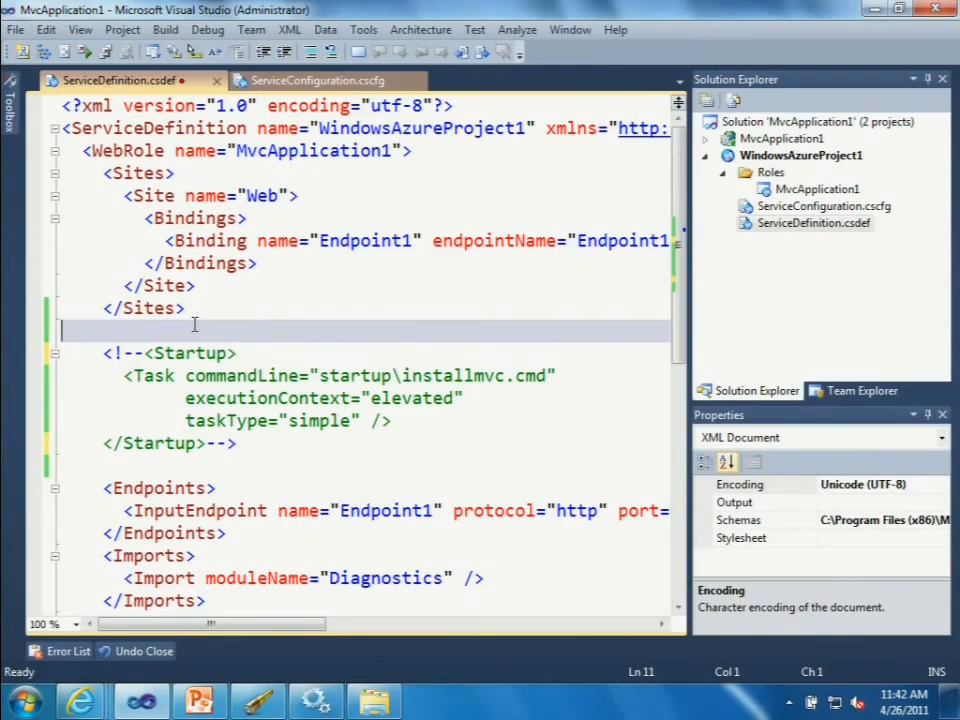 MvcApplication1 - Microsoft Visual Studio (Administrator)
File Edit View Project Build Debug Team XML Data Tools Architecture Test Analyze Window Help
Toolbox
ServiceDefinition.csdef
ServiceConfiguration.cscfg
<?xml version="1.0" encoding="utf-8"?>
<ServiceDefinition name="WindowsAzureProject1" xmlns="http:
<WebRole name="MvcApplication1">
<Sites>
<Site name="Web">
<Bindings>
<Binding name="Endpoint1" endpointName="Endpoint1
</Bindings>
</Site>
</Sites>
<!--<Startup>
<Task commandLine="startup\installmvc.cmd"
executionContext="elevated"
taskType="simple" />
</Startup>-->
<Endpoints>
<InputEndpoint name="Endpoint1" protocol="http" port=
</Endpoints>
<Imports>
<Import moduleName="Diagnostics" />
</Imports>
100 %
Solution Explorer
Solution 'MvcApplication1' (2 projects)
MvcApplication1
WindowsAzureProject1
Roles
MvcApplication1
ServiceConfiguration.cscfg
ServiceDefinition.csdef
Solution Explorer Team Explorer
Properties
XML Document
Encoding Unicode (UTF-8)
Output
Schemas C:\Program Files (x86)\M
Stylesheet
Encoding
Character encoding of the document.
Error List Undo Close
Ready Ln 11 Col 1 Ch 1 INS
11:42 AM
4/26/2011